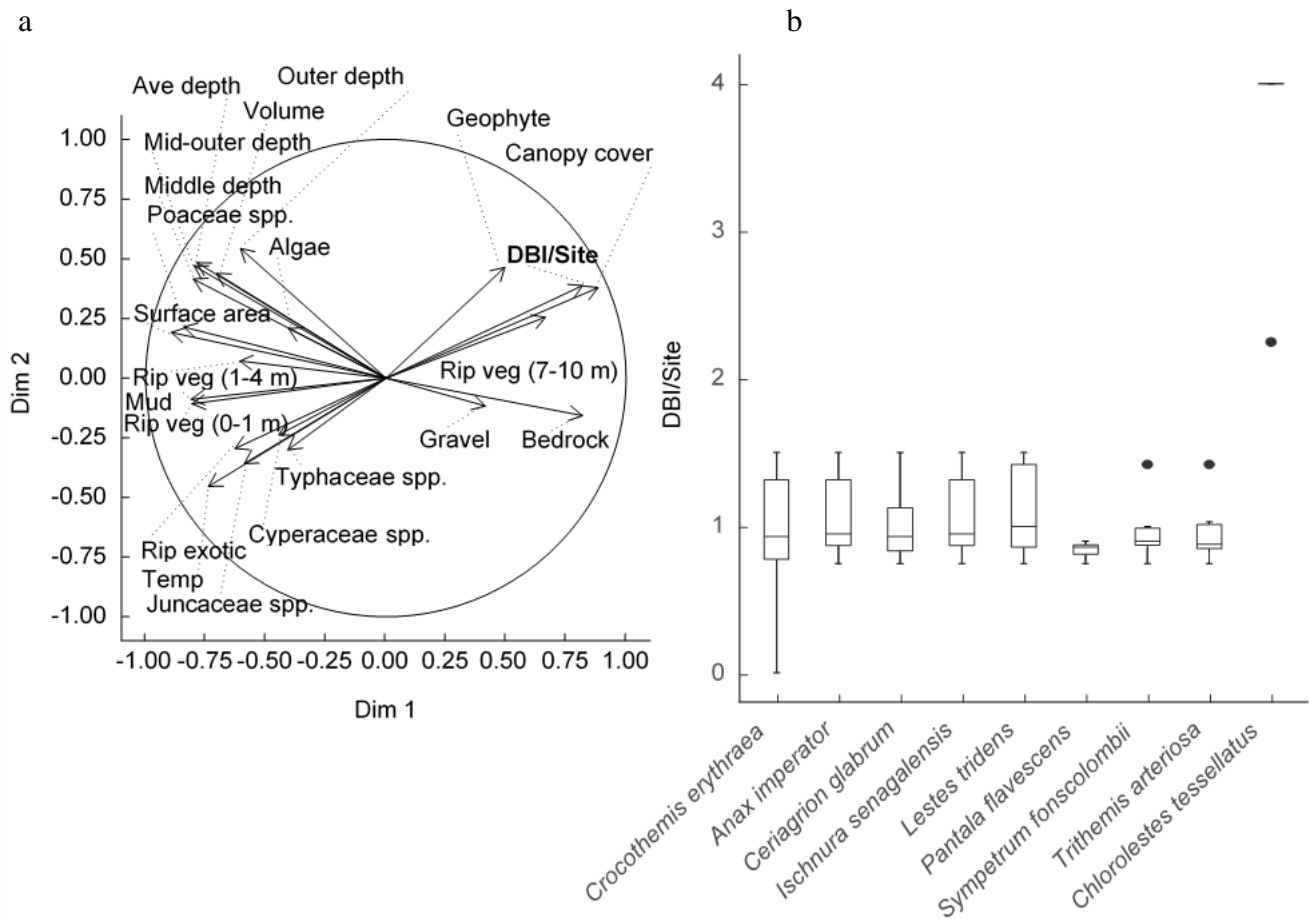 a
b
Ave depth
Outer depth
Volume
Mid-outer depth
Middle depth
Poaceae spp.
Algae
Geophyte
Canopy cover
DBI/Site
Surface area
Rip veg (1-4 m)
Rip veg (7-10 m)
Mud
Rip veg (0-1 m)
Gravel
Bedrock
Typhaceae spp.
Cyperaceae spp.
Rip exotic
Temp
Juncaceae spp.
1.00
0.75
0.50
0.25
0.00
-0.25
-0.50
-0.75
-1.00
Dim 2
-1.00 -0.75 -0.50 -0.25 0.00 0.25 0.50 0.75 1.00
Dim 1
4
3
2
1
0
DBI/Site
Crocothemis erythraea
Anax imperator
Ceriagrion glabrum
Ischnura senagalensis
Lestes tridens
Pantala flavescens
Sympetrum fonscolombii
Trithemis arteriosa
Chlorolestes tessellatus